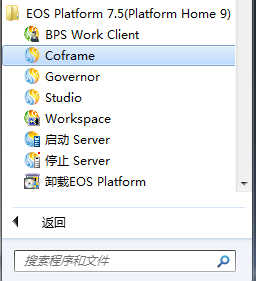 EOS Platform 7.5(Platform Home 9)
BPS Work Client
Coframe
Governor
Studio
Workspace
启动 Server
停止 Server
卸载EOS Platform
返回
搜索程序和文件